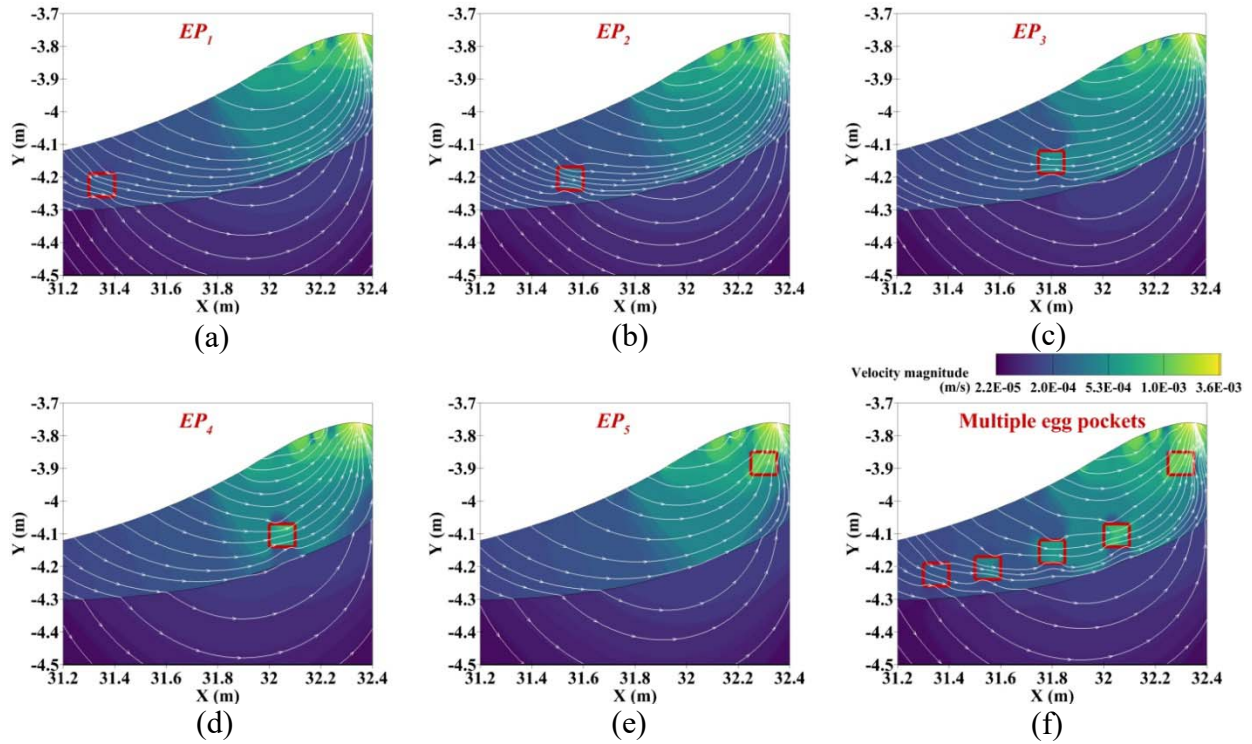 EP1
EP2
EP3
Y (m)
-3.7
-3.8
-3.9
-4
-4.1
-4.2
-4.3
-4.4
-4.5
31.2 31.4 31.6 31.8 32 32.2 32.4
X (m)
(a)
Y (m)
-3.7
-3.8
-3.9
-4
-4.1
-4.2
-4.3
-4.4
-4.5
31.2 31.4 31.6 31.8 32 32.2 32.4
X (m)
(b)
Y (m)
-3.7
-3.8
-3.9
-4
-4.1
-4.2
-4.3
-4.4
-4.5
31.2 31.4 31.6 31.8 32 32.2 32.4
X (m)
(c)
Velocity magnitude
(m/s) 2.2E-05 2.0E-04 5.3E-04 1.0E-03 3.6E-03
EP4
EP5
Multiple egg pockets
Y (m)
-3.7
-3.8
-3.9
-4
-4.1
-4.2
-4.3
-4.4
-4.5
31.2 31.4 31.6 31.8 32 32.2 32.4
X (m)
(d)
Y (m)
-3.7
-3.8
-3.9
-4
-4.1
-4.2
-4.3
-4.4
-4.5
31.2 31.4 31.6 31.8 32 32.2 32.4
X (m)
(e)
Y (m)
-3.7
-3.8
-3.9
-4
-4.1
-4.2
-4.3
-4.4
-4.5
31.2 31.4 31.6 31.8 32 32.2 32.4
X (m)
(f)